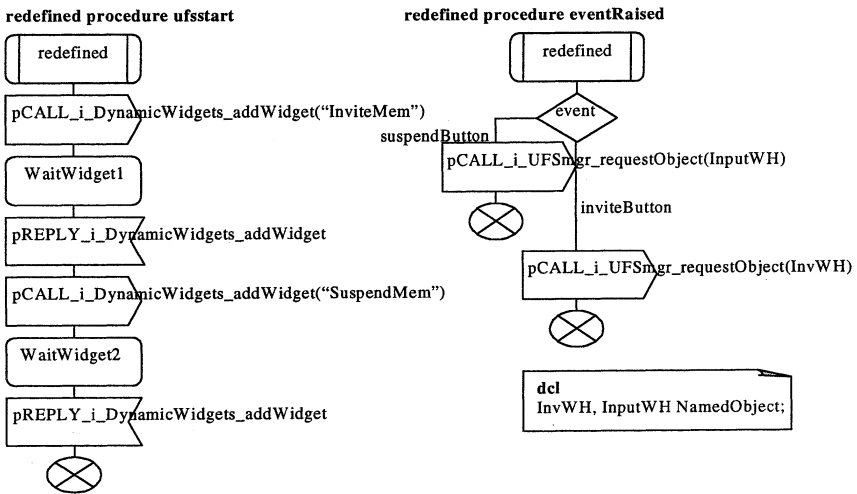 redefined procedure ufsstart
redefined
pCALL_i_DynamicWidgets_addWidget("InviteMem")
WaitWidget1
pREPLY_i_DynamicWidgets_addWidget
pCALL_i_DynamicWidgets_addWidget("SuspendMem")
WaitWidget2
pREPLY_i_DynamicWidgets_addWidget
redefined procedure eventRaised
redefined
event
suspendButton
pCALL_i_UFSmgr_requestObject(InputWH)
inviteButton
pCALL_i_UFSmgr_requestObject(InvWH)
dcl
InvWH, InputWH NamedObject;